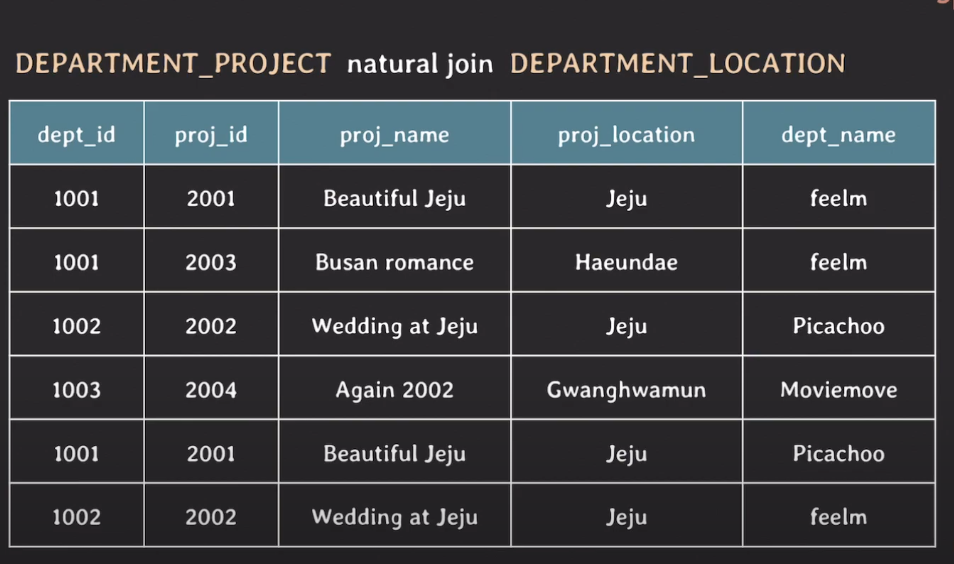 DEPARTMENT_PROJECT natural join DEPARTMENT_LOCATION
dept_id proj_id proj_name proj_location dept_name
1001 2001 Beautiful Jeju Jeju feelm
1001 2003 Busan romance Haeundae feelm
1002 2002 Wedding at Jeju Jeju Picachoo
1003 2004 Again 2002 Gwanghwamun Moviemove
1001 2001 Beautiful Jeju Jeju Picachoo
1002 2002 Wedding at Jeju Jeju feelm